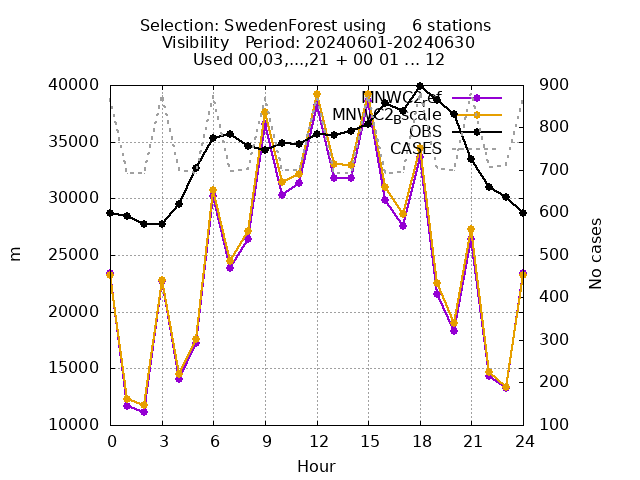 Selection: SwedenForest using     6 stations
Visibility   Period: 20240601-20240630
Used 00,03,...,21 + 00 01 ... 12
40000 900
MNWC2_ref
MNWC2Bscale
OBS
CASES
35000 800
30000 700
25000 600
20000 500
15000 400
10000 300
200
100
m
No cases
0 3 6 9 12 15 18 21 24
Hour